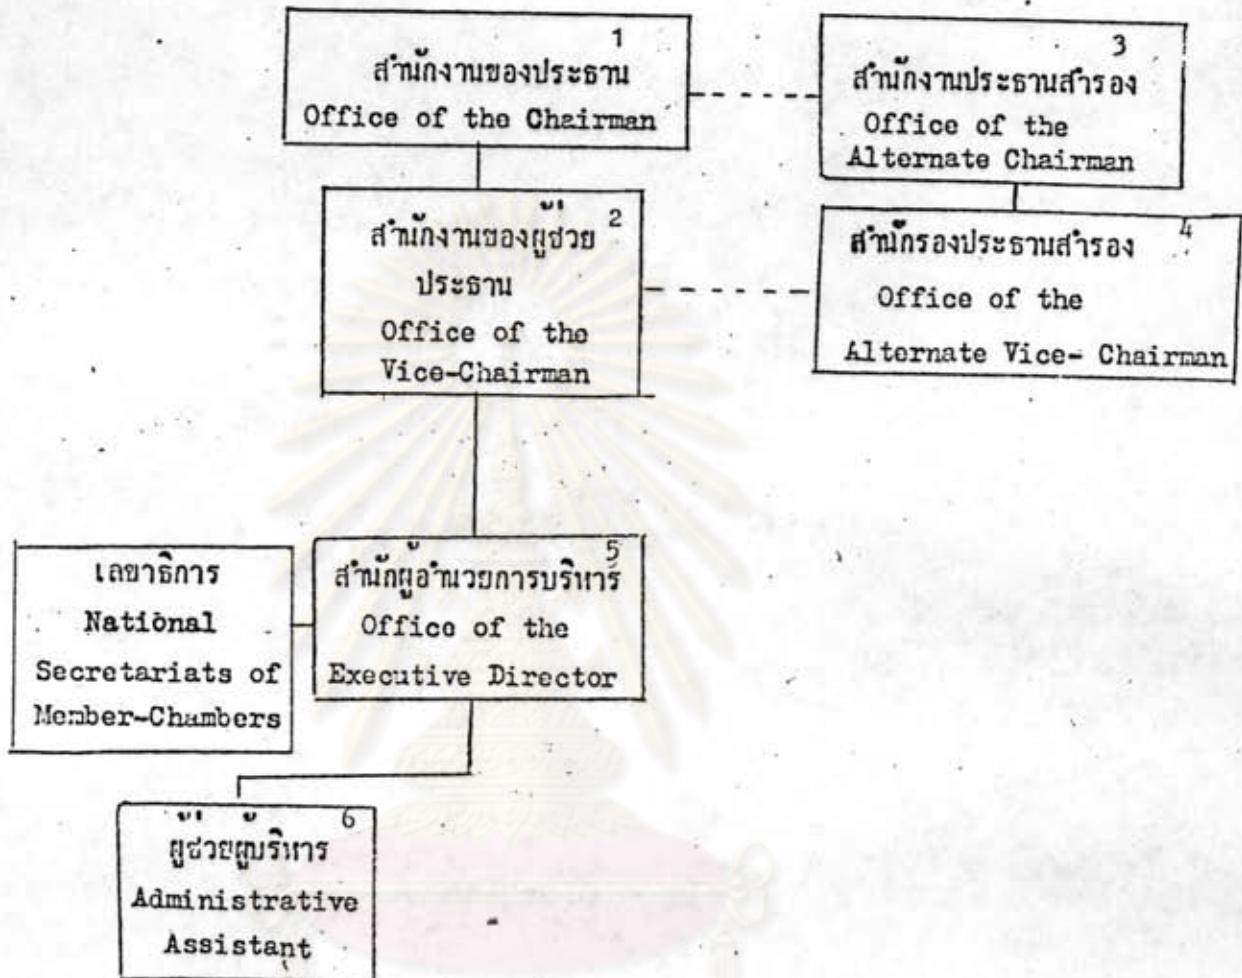 1
สำนักงานของประธาน
Office of the Chairman
3
สำนักงานประธานสำรอง
Office of the
Alternate Chairman
2
สำนักงานของผู้ช่วย
ประธาน
Office of the
Vice-Chairman
4
สำนักรองประธานสำรอง
Office of the
Alternate Vice- Chairman
เลขาธิการ
National
Secretariats of
Member-Chambers
5
สำนักผู้อำนวยการบริหาร
Office of the
Executive Director
6
ผู้ช่วยผู้บริหาร
Administrative
Assistant